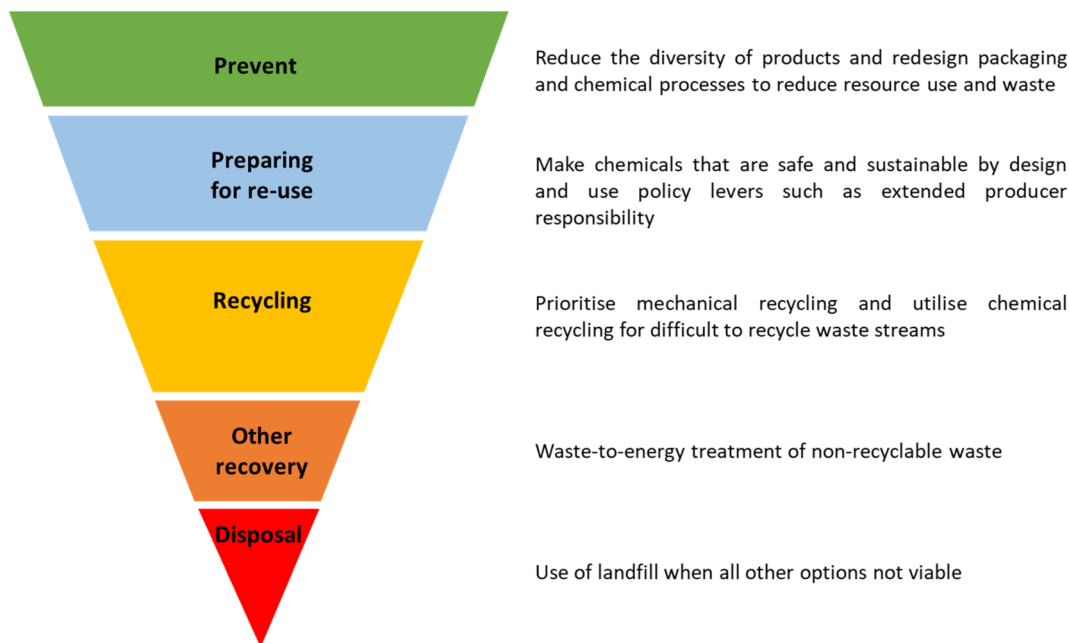 Prevent
Reduce the diversity of products and redesign packaging
and chemical processes to reduce resource use and waste
Preparing
for re-use
Make chemicals that are safe and sustainable by design
and use policy levers such as extended producer
responsibility
Recycling
Prioritise mechanical recycling and utilise chemical
recycling for difficult to recycle waste streams
Other
recovery
Waste-to-energy treatment of non-recyclable waste
Disposal
Use of landfill when all other options not viable